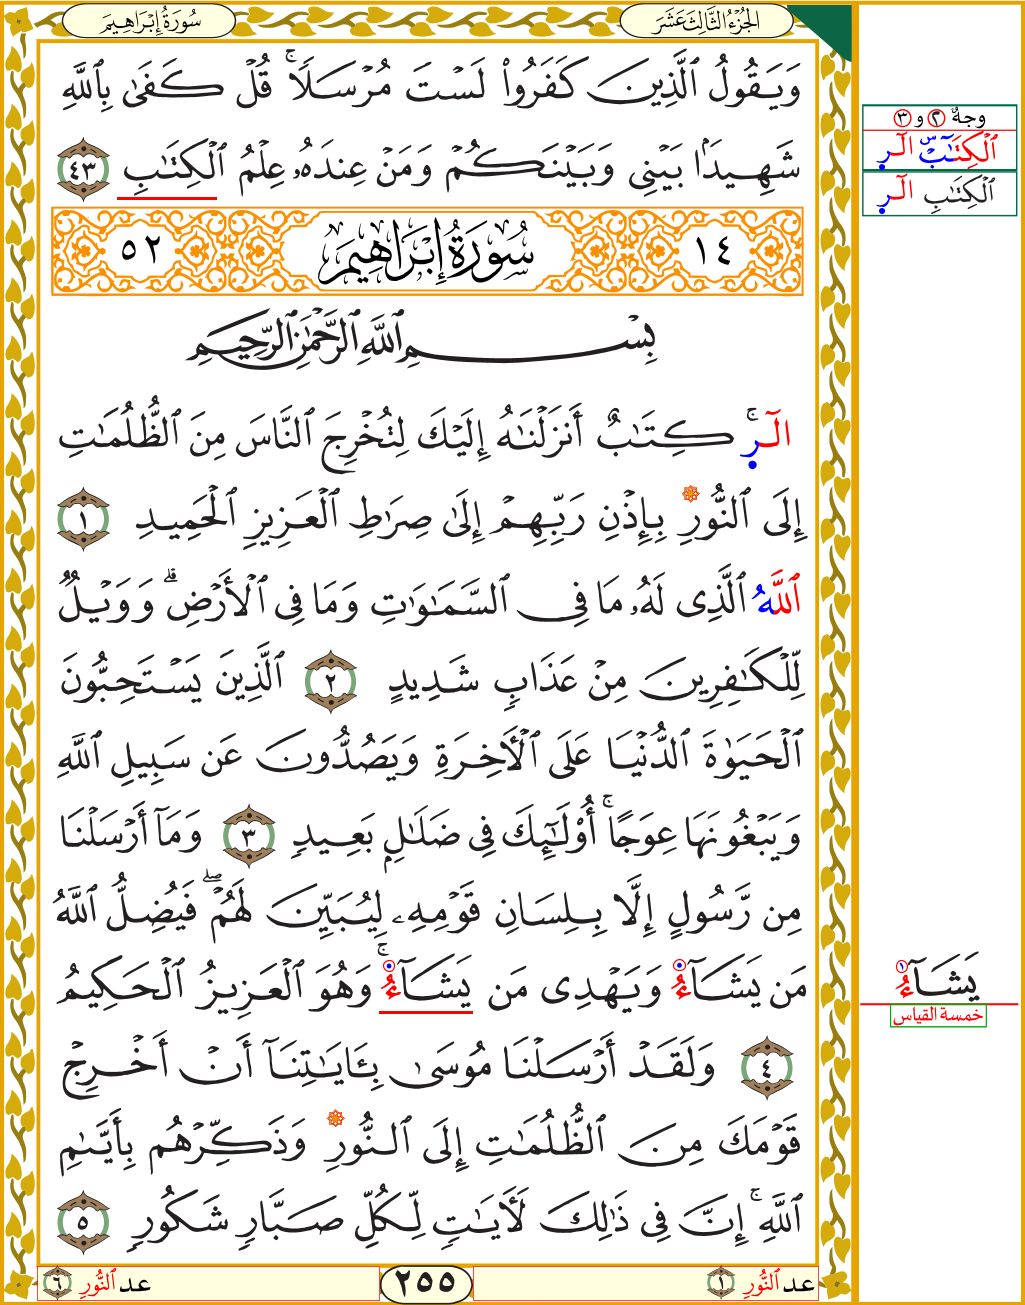 الجُزْءُ الثَّالِثَ عَشَرَ
سُورَةُ إِبْرَاهِيمَ
وَيَقُولُ ٱلَّذِينَ كَفَرُواْ لَسۡتَ مُرۡسَلٗاۚ قُلۡ كَفَىٰ بِٱللَّهِ
شَهِيدَۢا بَيۡنِي وَبَيۡنَكُمۡ وَمَنۡ عِندَهُۥ عِلۡمُ ٱلۡكِتَٰبِ ٤٣
١٤ سُورَةُ إِبْرَاهِيمَ ٥٢
بِسۡمِ ٱللَّهِ ٱلرَّحۡمَٰنِ ٱلرَّحِيمِ
الٓرۚ كِتَٰبٌ أَنزَلۡنَٰهُ إِلَيۡكَ لِتُخۡرِجَ ٱلنَّاسَ مِنَ ٱلظُّلُمَٰتِ
إِلَى ٱلنُّورِ بِإِذۡنِ رَبِّهِمۡ إِلَىٰ صِرَٰطِ ٱلۡعَزِيزِ ٱلۡحَمِيدِ ١
ٱللَّهُ ٱلَّذِى لَهُۥ مَا فِى ٱلسَّمَٰوَٰتِ وَمَا فِى ٱلۡأَرۡضِۗ وَوَيۡلٞ
لِّلۡكَٰفِرِينَ مِنۡ عَذَابٖ شَدِيدٍ ٢ ٱلَّذِينَ يَسۡتَحِبُّونَ
ٱلۡحَيَوٰةَ ٱلدُّنۡيَا عَلَى ٱلۡأٓخِرَةِ وَيَصُدُّونَ عَن سَبِيلِ ٱللَّهِ
وَيَبۡغُونَهَا عِوَجًاۚ أُوْلَٰٓئِكَ فِى ضَلَٰلِۭ بَعِيدٖ ٣ وَمَآ أَرۡسَلۡنَا
مِن رَّسُولٍ إِلَّا بِلِسَانِ قَوۡمِهِۦ لِيُبَيِّنَ لَهُمۡۖ فَيُضِلُّ ٱللَّهُ
مَن يَشَآءُ وَيَهۡدِى مَن يَشَآءُۚ وَهُوَ ٱلۡعَزِيزُ ٱلۡحَكِيمُ
٤ وَلَقَدۡ أَرۡسَلۡنَا مُوسَىٰ بِـَٔايَٰتِنَآ أَنۡ أَخۡرِجۡ
قَوۡمَكَ مِنَ ٱلظُّلُمَٰتِ إِلَى ٱلنُّورِ وَذَكِّرۡهُم بِأَيَّىٰمِ
ٱللَّهِۚ إِنَّ فِى ذَٰلِكَ لَأٓيَٰتٖ لِّكُلِّ صَبَّارٖ شَكُورٖ ٥
وجهٌ ٢ و ٣
ٱلۡكِتَٰبِۜ الٓر
ٱلۡكِتَٰبِ الٓر
يَشَآءُ
خمسة القياس
عد ٱلنُّورِ ١
٢٥٥
عد ٱلنُّورِ ٦